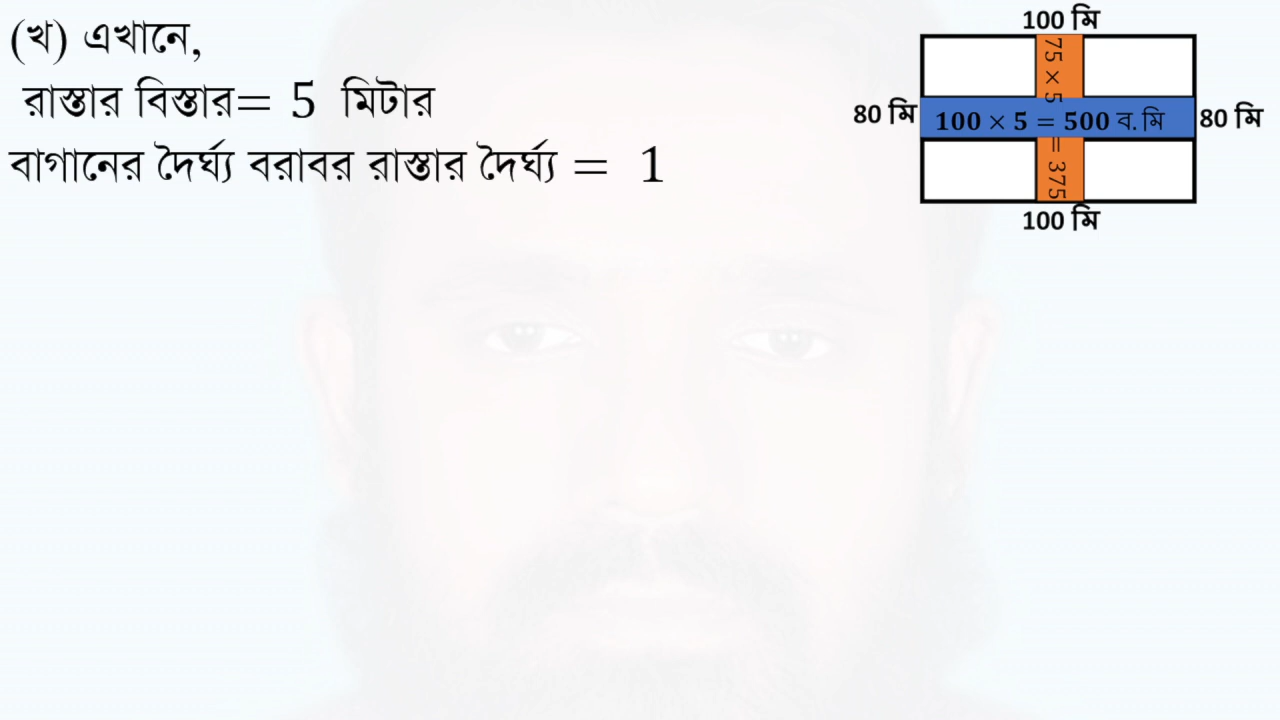 (খ) এখানে,
রাস্তার বিস্তার= 5 মিটার
বাগানের দৈর্ঘ্য বরাবর রাস্তার দৈর্ঘ্য = 1
100 মি
75 × 5 = 375
80 মি
100 × 5 = 500 ব. মি
80 মি
100 মি